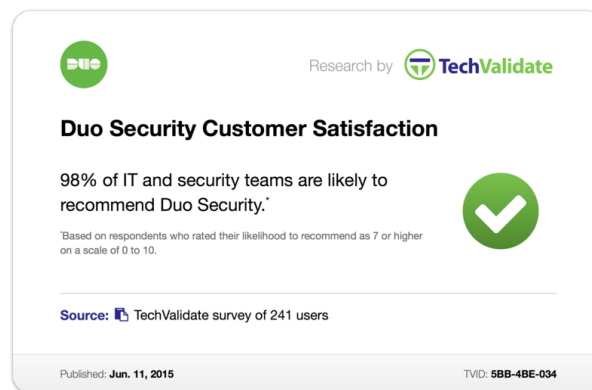 DUO
Research by TechValidate
Duo Security Customer Satisfaction
98% of IT and security teams are likely to
recommend Duo Security.*
*Based on respondents who rated their likelihood to recommend as 7 or higher
on a scale of 0 to 10.
Source: TechValidate survey of 241 users
Published: Jun. 11, 2015 TVID: 5BB-4BE-034